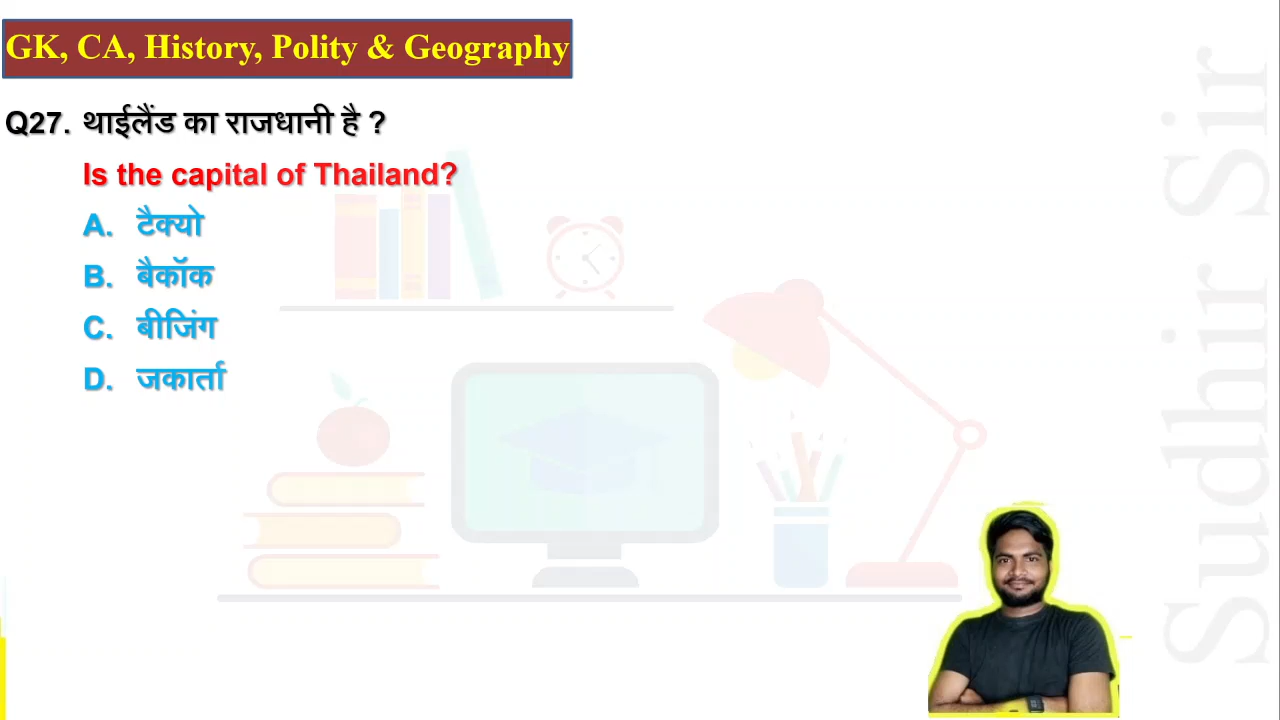 GK, CA, History, Polity & Geography
Q27. थाईलैंड का राजधानी है ?
Is the capital of Thailand?
A. टैक्यो
B. बैकॉक
C. बीजिंग
D. जकार्ता
Sudhir Sir